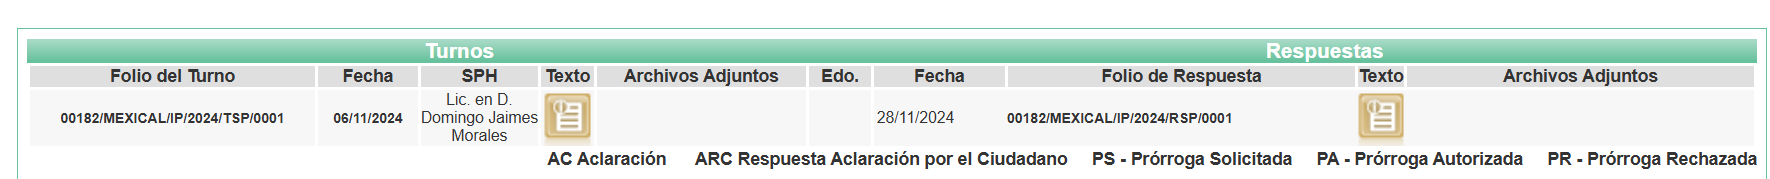 Turnos Respuestas
Folio del Turno Fecha SPH Texto Archivos Adjuntos Edo. Fecha Folio de Respuesta Texto Archivos Adjuntos
00182/MEXICAL/IP/2024/TSP/0001 06/11/2024 Lic. en D. Domingo Jaimes Morales 28/11/2024 00182/MEXICAL/IP/2024/RSP/0001
AC Aclaración ARC Respuesta Aclaración por el Ciudadano PS - Prórroga Solicitada PA - Prórroga Autorizada PR - Prórroga Rechazada